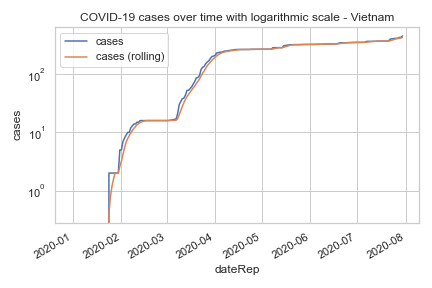 COVID-19 cases over time with logarithmic scale - Vietnam
cases
cases (rolling)
10²
10¹
10⁰
cases
2020-01
2020-02
2020-03
2020-04
2020-05
2020-06
2020-07
2020-08
dateRep